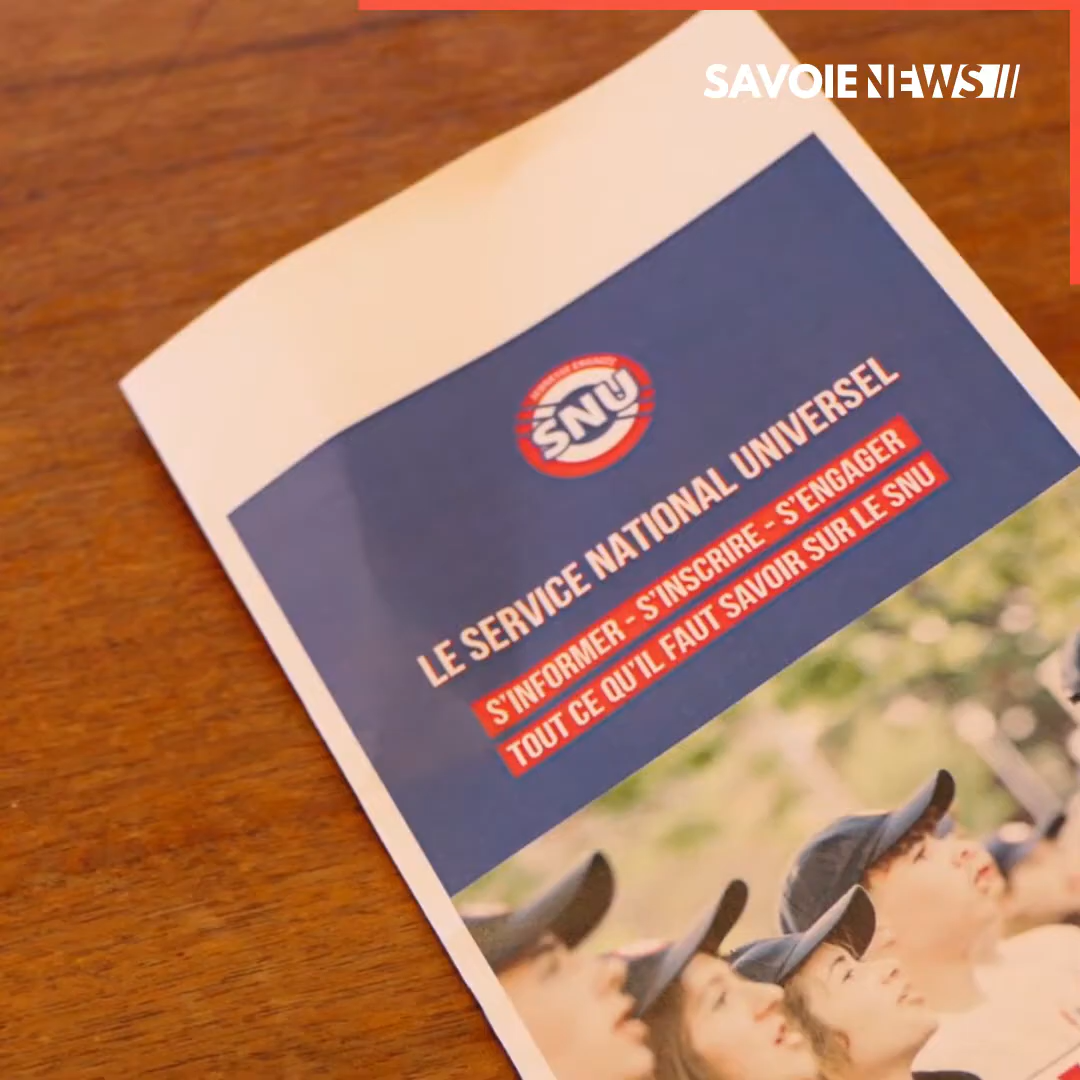 SAVOIE NEWS
SNU
LE SERVICE NATIONAL UNIVERSEL
S'INFORMER - S'INSCRIRE - S'ENGAGER
TOUT CE QU'IL FAUT SAVOIR SUR LE SNU